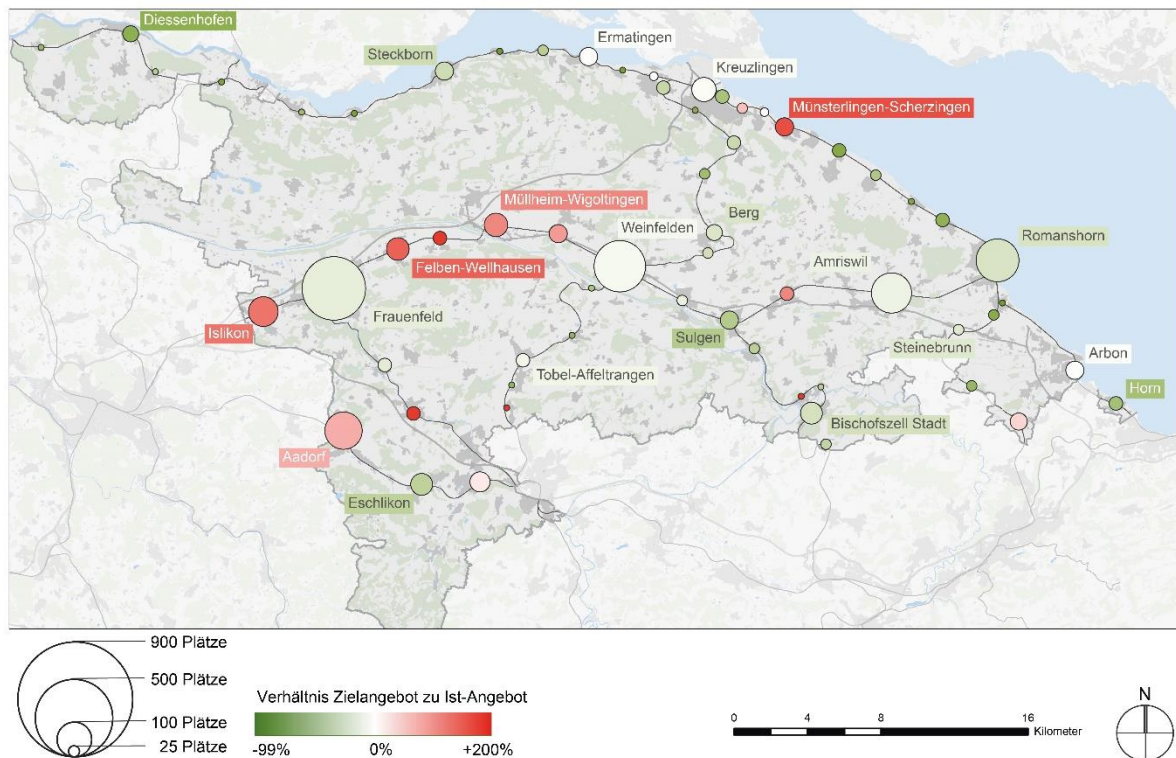 Diessenhofen
Ermatingen
Steckborn
Kreuzlingen
Münsterlingen-Scherzingen
Müllheim-Wigoltingen
Berg
Weinfelden
Romanshorn
Felben-Wellhausen
Amriswil
Frauenfeld
Islikon
Sulgen
Steinebrunn
Arbon
Tobel-Affeltrangen
Horn
Bischofszell Stadt
Aadorf
Eschlikon
900 Plätze
500 Plätze
100 Plätze
25 Plätze
Verhältnis Zielangebot zu Ist-Angebot
-99% 0% +200%
0 4 8 16
Kilometer
N